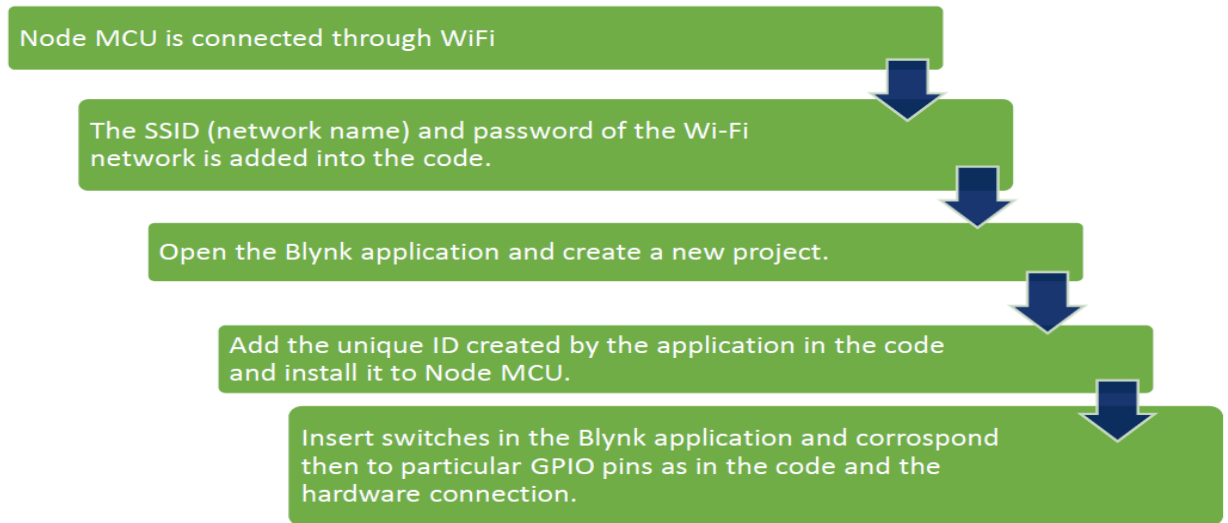 Node MCU is connected through WiFi
The SSID (network name) and password of the Wi-Fi
network is added into the code.
Open the Blynk application and create a new project.
Add the unique ID created by the application in the code
and install it to Node MCU.
Insert switches in the Blynk application and corrospond
then to particular GPIO pins as in the code and the
hardware connection.